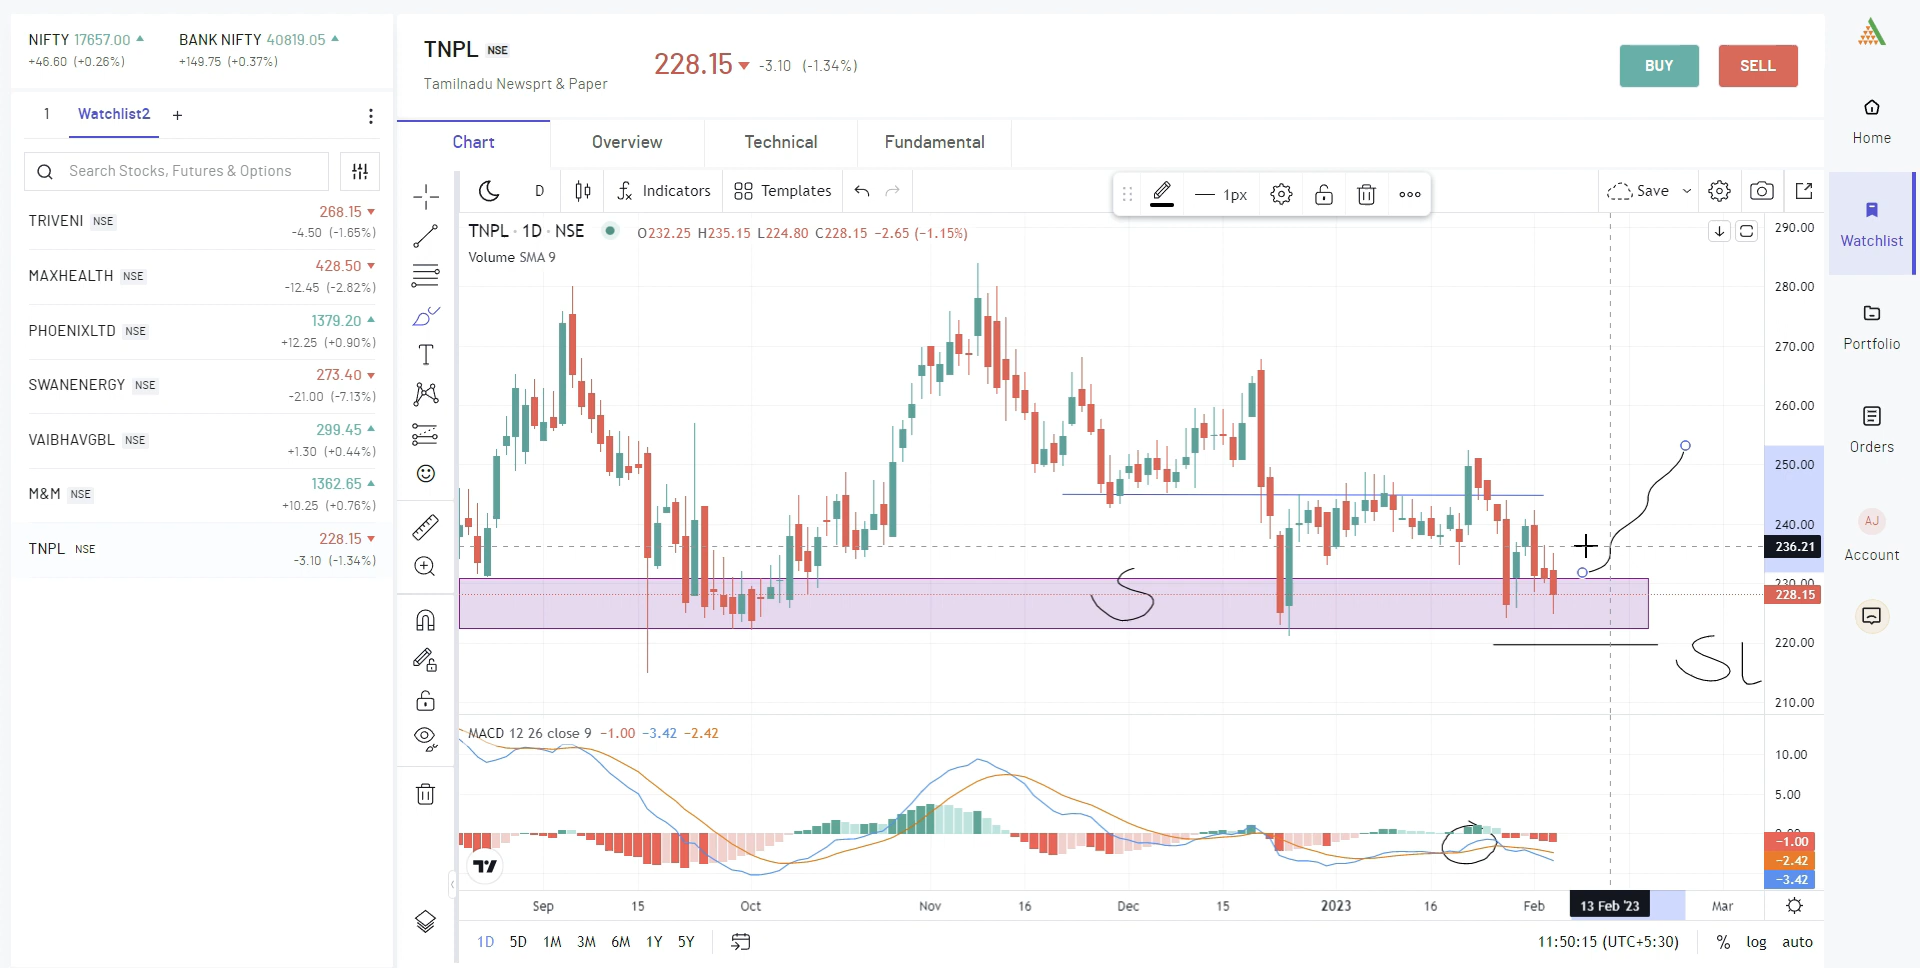 NIFTY 17657.00 BANK NIFTY 40819.05
+46.60 (+0.26%) +149.75 (+0.37%)
1 Watchlist2 +
Search Stocks, Futures & Options
TRIVENI NSE 268.15
-4.50 (-1.65%)
MAXHEALTH NSE 428.50
-12.45 (-2.82%)
PHOENIXLTD NSE 1379.20
+12.25 (+0.90%)
SWANENERGY NSE 273.40
-21.00 (-7.13%)
VAIBHAVGBL NSE 299.45
+1.30 (+0.44%)
M&M NSE 1362.65
+10.25 (+0.76%)
TNPL NSE 228.15
-3.10 (-1.34%)
TNPL NSE
Tamilnadu Newsprt & Paper
228.15 -3.10 (-1.34%)
BUY SELL
Chart Overview Technical Fundamental
D Indicators Templates 1px Save
TNPL · 1D · NSE O232.25 H235.15 L224.80 C228.15 −2.65 (−1.15%)
Volume SMA 9
290.00
280.00
270.00
260.00
250.00
240.00
236.21
230.00
228.15
220.00
210.00
S
SL
MACD 12 26 close 9 −1.00 −3.42 −2.42
10.00
5.00
0.00
−1.00
−2.42
−3.42
Sep 15 Oct Nov 16 Dec 15 2023 16 Feb 13 Feb '23 Mar
1D 5D 1M 3M 6M 1Y 5Y 11:50:15 (UTC+5:30) % log auto
Home
Watchlist
Portfolio
Orders
AJ
Account